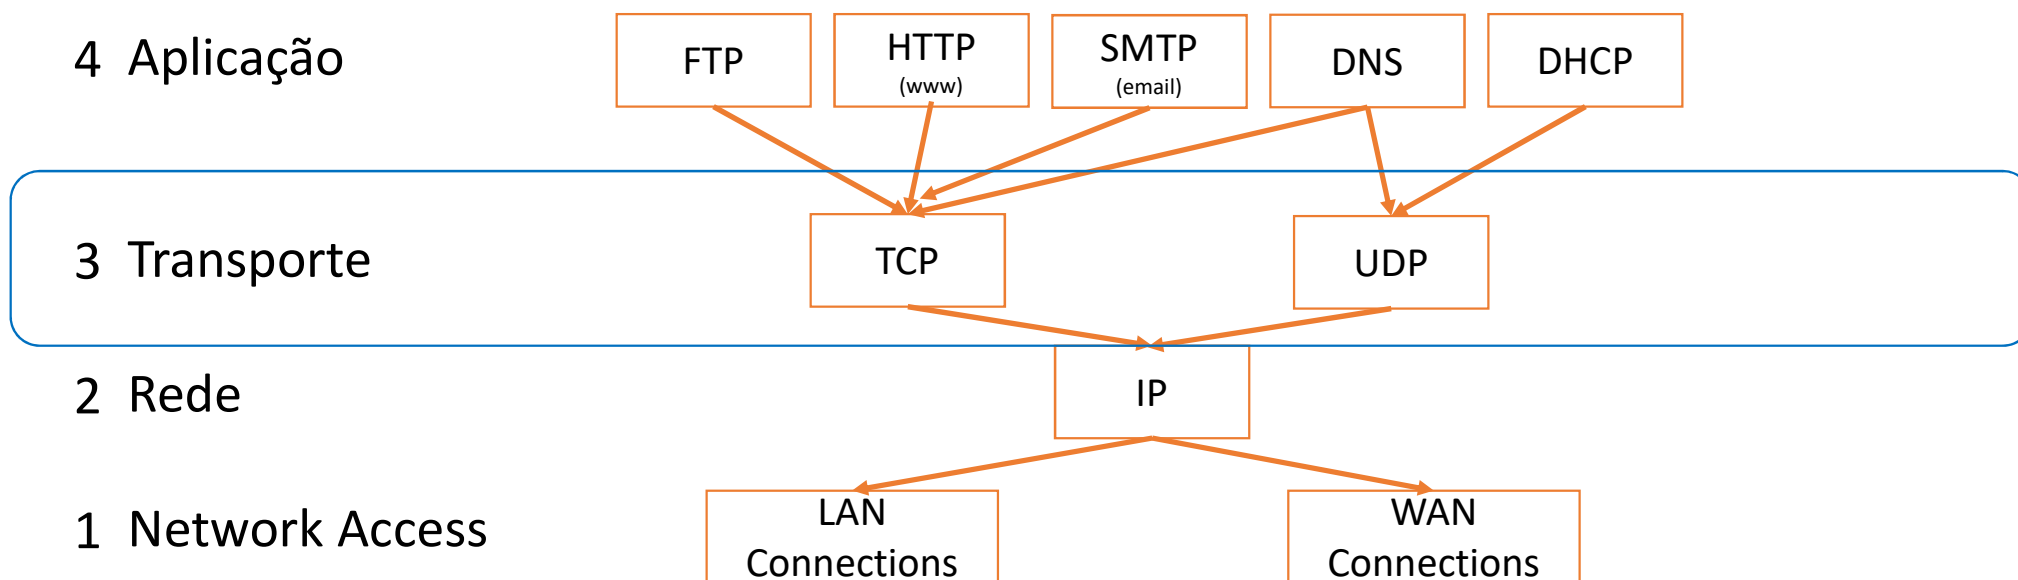 4 Aplicação
FTP
HTTP
(www)
SMTP
(email)
DNS
DHCP
3 Transporte
TCP
UDP
2 Rede
IP
1 Network Access
LAN
Connections
WAN
Connections